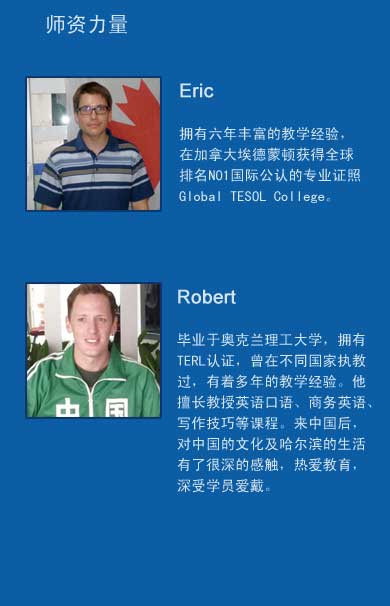 师资力量
Eric
拥有六年丰富的教学经验，
在加拿大埃德蒙顿获得全球
排名NO1国际公认的专业证照
Global TESOL College。
Robert
毕业于奥克兰理工大学，拥有
TERL认证，曾在不同国家执教
过，有着多年的教学经验。他
擅长教授英语口语、商务英语、
写作技巧等课程。来中国后，
对中国的文化及哈尔滨的生活
有了很深的感触，热爱教育，
深受学员爱戴。
中国